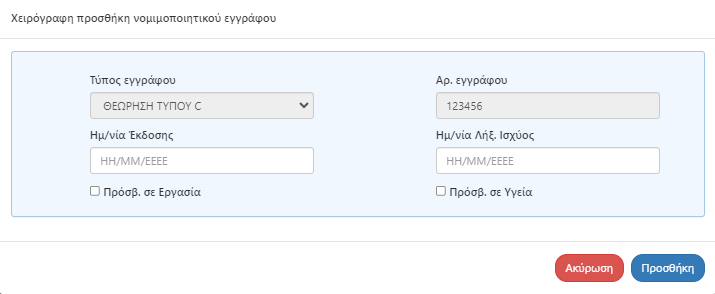 Χειρόγραφη προσθήκη νομιμοποιητικού εγγράφου
Τύπος εγγράφου
Αρ. εγγράφου
ΘΕΩΡΗΣΗ ΤΥΠΟΥ C
123456
Ημ/νία Έκδοσης
Ημ/νία Λήξ. Ισχύος
ΗΗ/ΜΜ/ΕΕΕΕ
ΗΗ/ΜΜ/ΕΕΕΕ
Πρόσβ. σε Εργασία
Πρόσβ. σε Υγεία
Ακύρωση
Προσθήκη